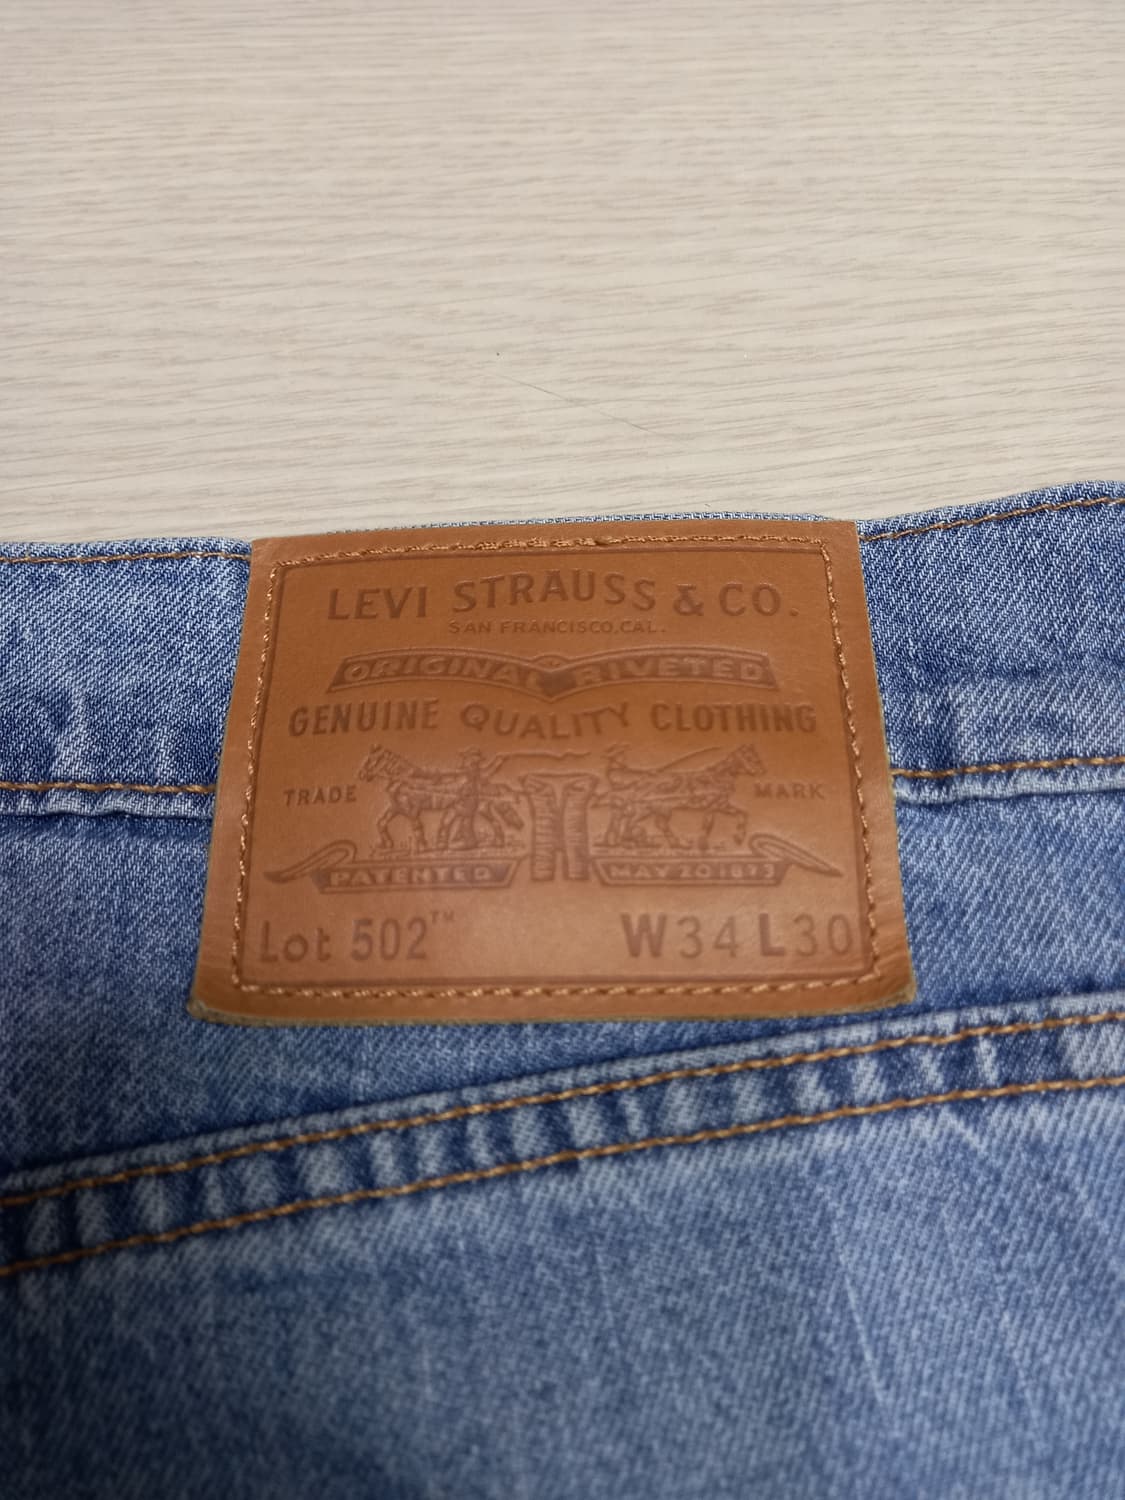 LEVI STRAUSS & CO.
SAN FRANCISCO, CAL.
ORIGINAL RIVETED
GENUINE QUALITY CLOTHING
TRADE MARK
PATENTED MAY 20 1873
Lot 502™ W34 L30